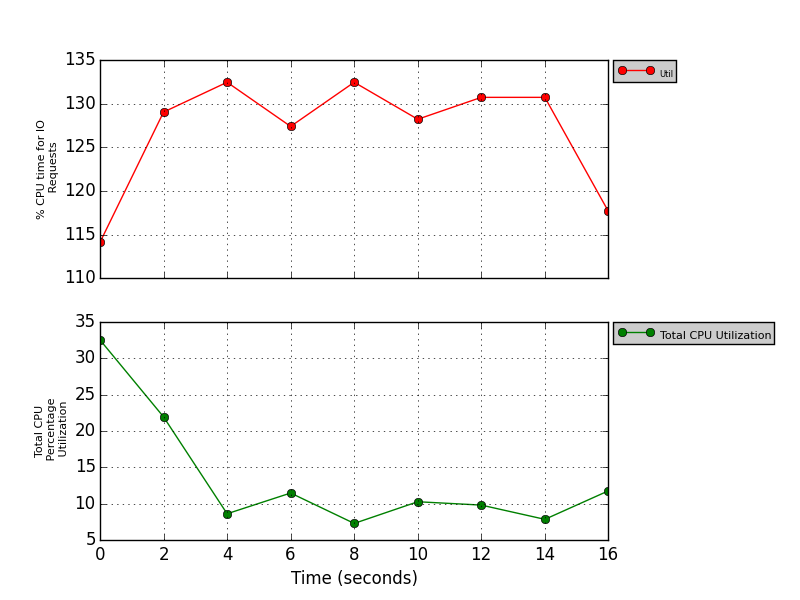 135
130
125
120
115
110
% CPU time for IO
Requests
Util
35
30
25
20
15
10
5
Total CPU
Percentage
Utilization
Total CPU Utilization
0 2 4 6 8 10 12 14 16
Time (seconds)